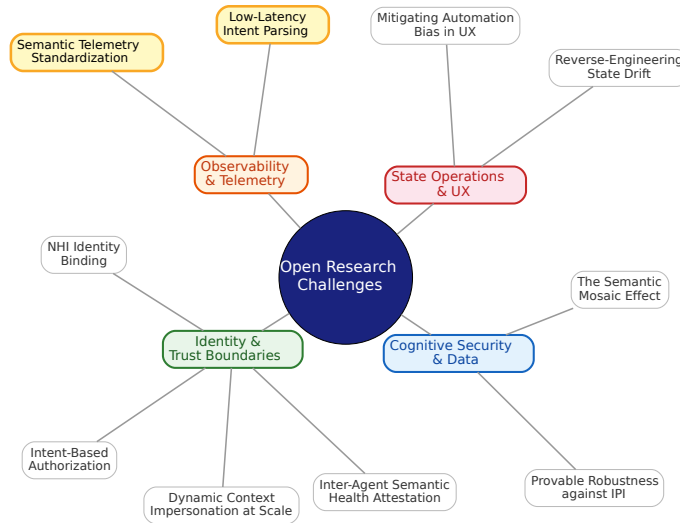 Low-Latency
Intent Parsing
Mitigating Automation
Bias in UX
Semantic Telemetry
Standardization
Reverse-Engineering
State Drift
Observability
& Telemetry
State Operations
& UX
NHI Identity
Binding
Open Research
Challenges
The Semantic
Mosaic Effect
Identity &
Trust Boundaries
Cognitive Security
& Data
Intent-Based
Authorization
Dynamic Context
Impersonation at Scale
Inter-Agent Semantic
Health Attestation
Provable Robustness
against IPI